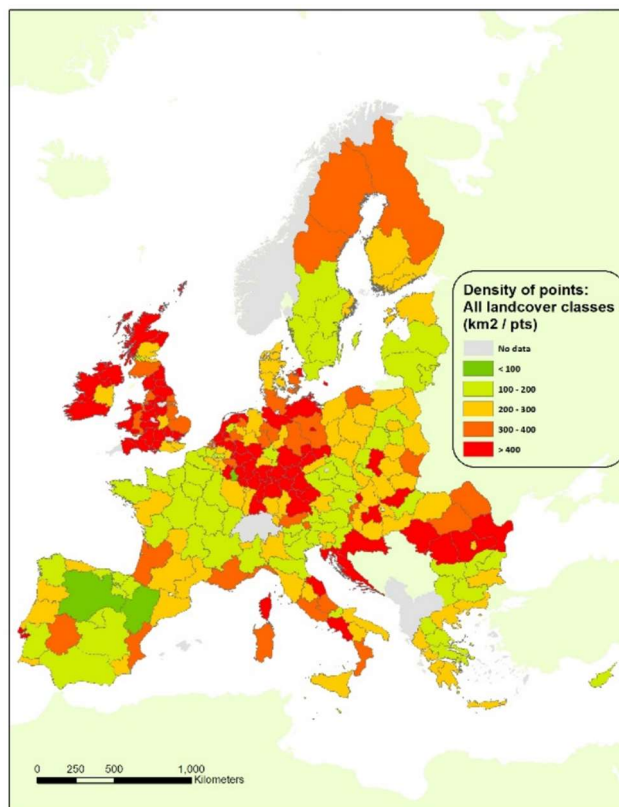 Density of points:
All landcover classes
(km2 / pts)
No data
< 100
100 - 200
200 - 300
300 - 400
> 400
0 250 500 1,000
Kilometers